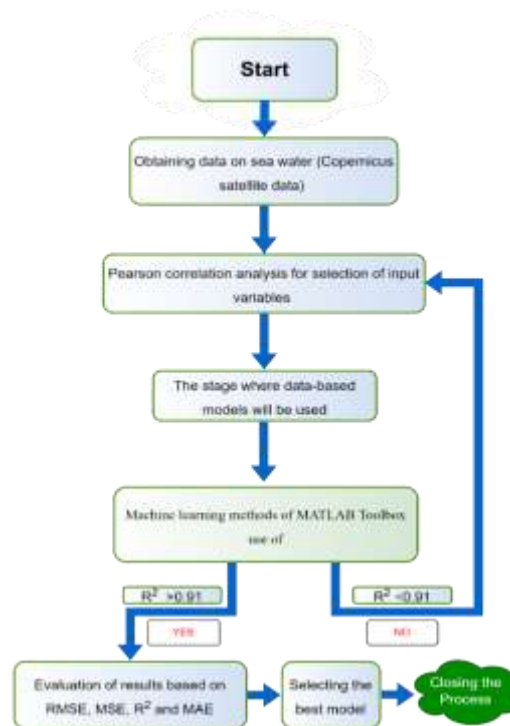 Start
Obtaining data on sea water (Copernicus
satellite data)
Pearson correlation analysis for selection of input
variables
The stage where data-based
models will be used
Machine learning methods of MATLAB Toolbox
use of
R² >0.91
R² <0.91
YES
NO
Evaluation of results based on
RMSE, MSE, R² and MAE
Selecting the
best model
Closing the
Process